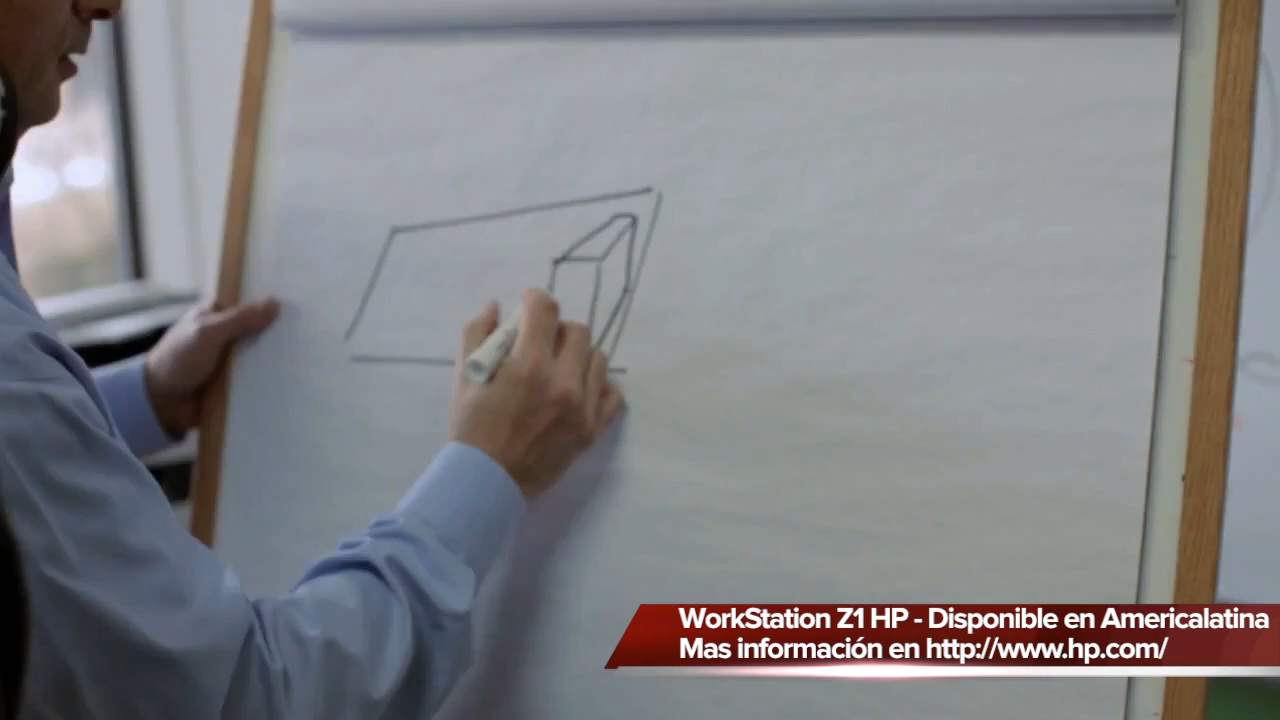 WorkStation Z1 HP - Disponible en Americalatina
Mas información en http://www.hp.com/